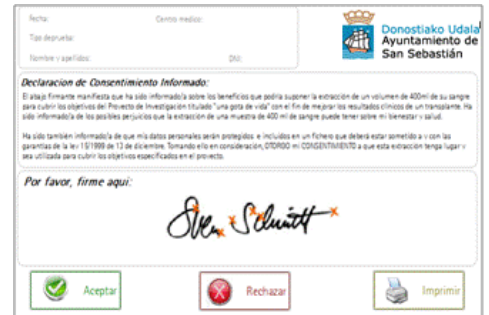 Fecha:
Centro medico:
Tipo deprueba:
Nombre y apellidos:
DNI:
Donostiako Udala
Ayuntamiento de
San Sebastián
Declaracion de Consentimiento Informado:
El abajo firmante manifiesta que ha sido informado/a sobre los beneficios que podría suponer la extracción de un volumen de 400ml de su sangre
para cubrir los objetivos del Proyecto de Investigación titulado "una gota de vida" con el fin de mejorar los resultados clínicos de un transplante. Ha
sido informado/a de los posibles perjuicios que la extracción de una muestra de 400 ml de sangre puede tener sobre mi bienestar y salud.
Ha sido también informado/a de que mis datos personales serán protegidos e incluidos en un fichero que deberá estar sometido a y con las
garantías de la ley 15/1999 de 13 de diciembre. Tomando ello en consideración, OTORGO mi CONSENTIMIENTO a que esta extracción tenga lugar y
sea utilizada para cubrir los objetivos especificados en el proyecto.
Por favor, firme aquí:
Sven Schmitt
Aceptar
Rechazar
Imprimir